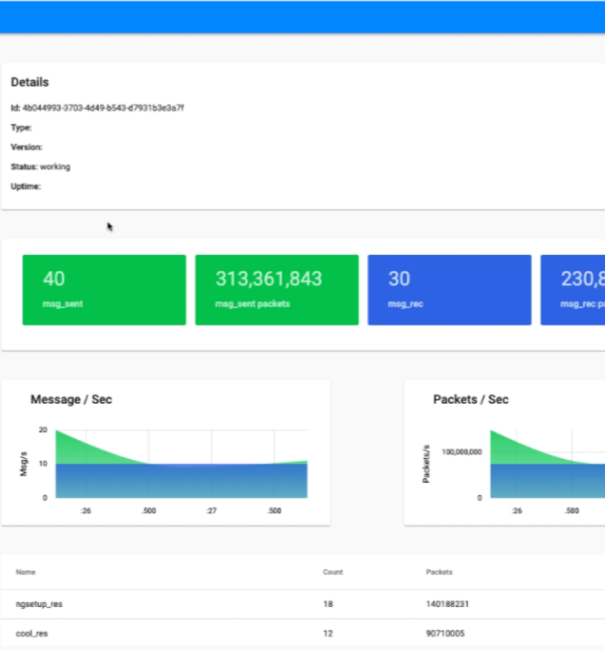 Details
Id: 4b044993-3703-4d49-b543-d7931b3e3a7f
Type:
Version:
Status: working
Uptime:
40 313,361,843 30 230,8
msg_sent msg_sent packets msg_rec msg_rec p
Message / Sec Packets / Sec
Msg/s
20
10
0
:26 .500 :27 .500
Packets/s
100,000,000
0
:26 .500
Name Count Packets
ngsetup_res 18 140188231
cool_res 12 90710005